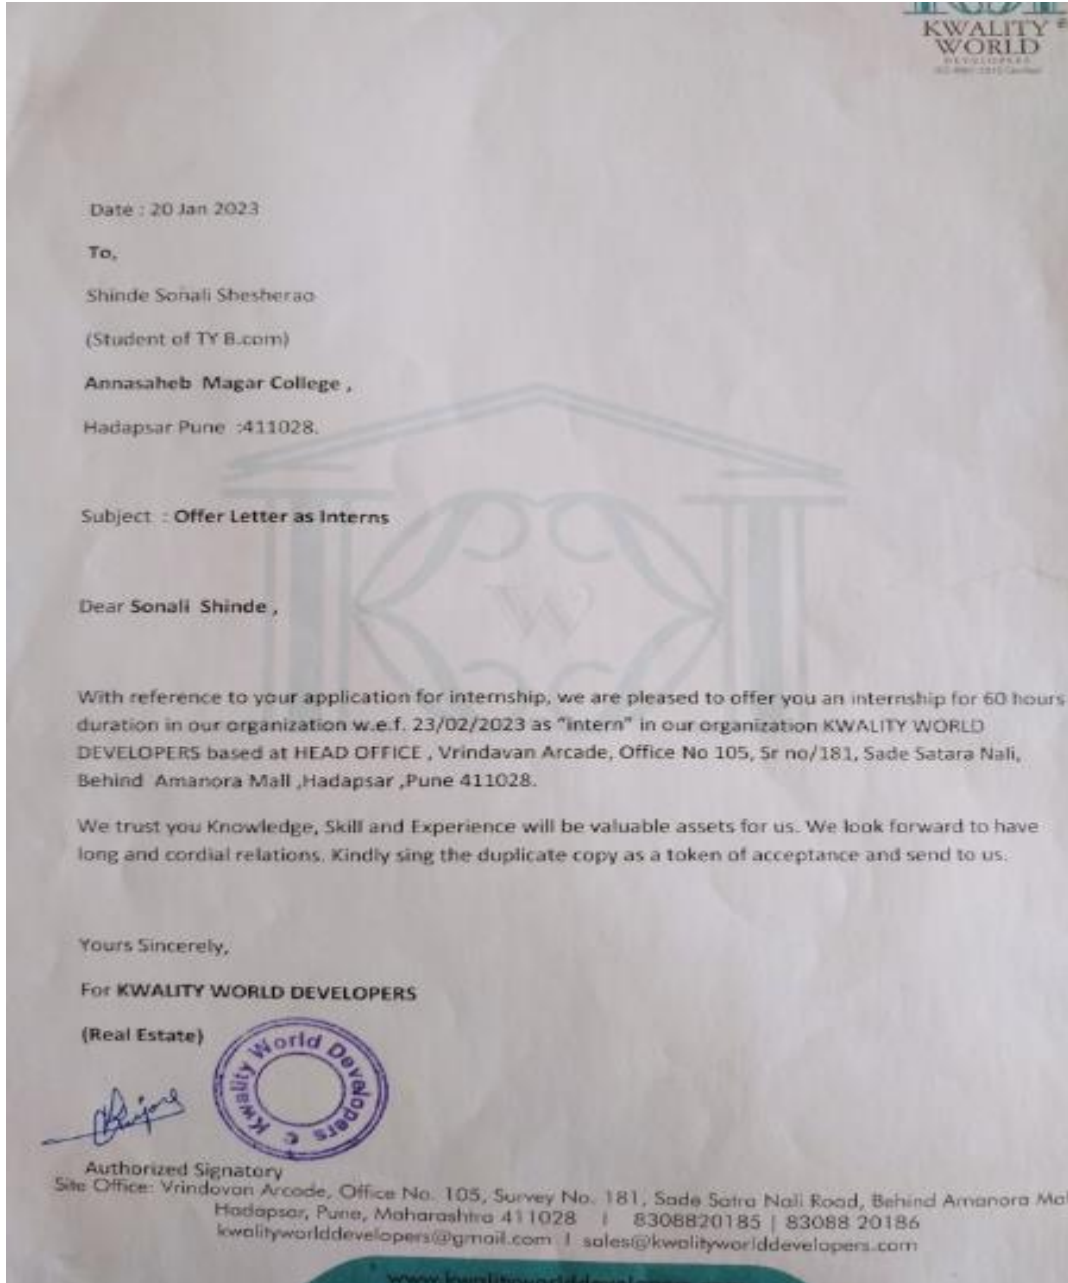 KWALITY
WORLD
DEVELOPERS
Date : 20 Jan 2023
To,
Shinde Sonali Shesherao
(Student of TY B.com)
Annasaheb Magar College ,
Hadapsar Pune :411028.
Subject : Offer Letter as Interns
Dear Sonali Shinde ,
W
With reference to your application for internship, we are pleased to offer you an internship for 60 hours
duration in our organization w.e.f. 23/02/2023 as "intern" in our organization KWALITY WORLD
DEVELOPERS based at HEAD OFFICE , Vrindavan Arcade, Office No 105, Sr no/181, Sade Satara Nali,
Behind Amanora Mall ,Hadapsar ,Pune 411028.
We trust you Knowledge, Skill and Experience will be valuable assets for us. We look forward to have
long and cordial relations. Kindly sing the duplicate copy as a token of acceptance and send to us.
Yours Sincerely,
For KWALITY WORLD DEVELOPERS
(Real Estate)
Kwality World Developers
Authorized Signatory
Site Office: Vrindavan Arcade, Office No. 105, Survey No. 181, Sade Satra Nali Road, Behind Amanora
Hadapsar, Pune, Maharashtra 411028 | 8308820185 | 83088 20186
kwalityworlddevelopers@gmail.com | sales@kwalityworlddevelopers.com